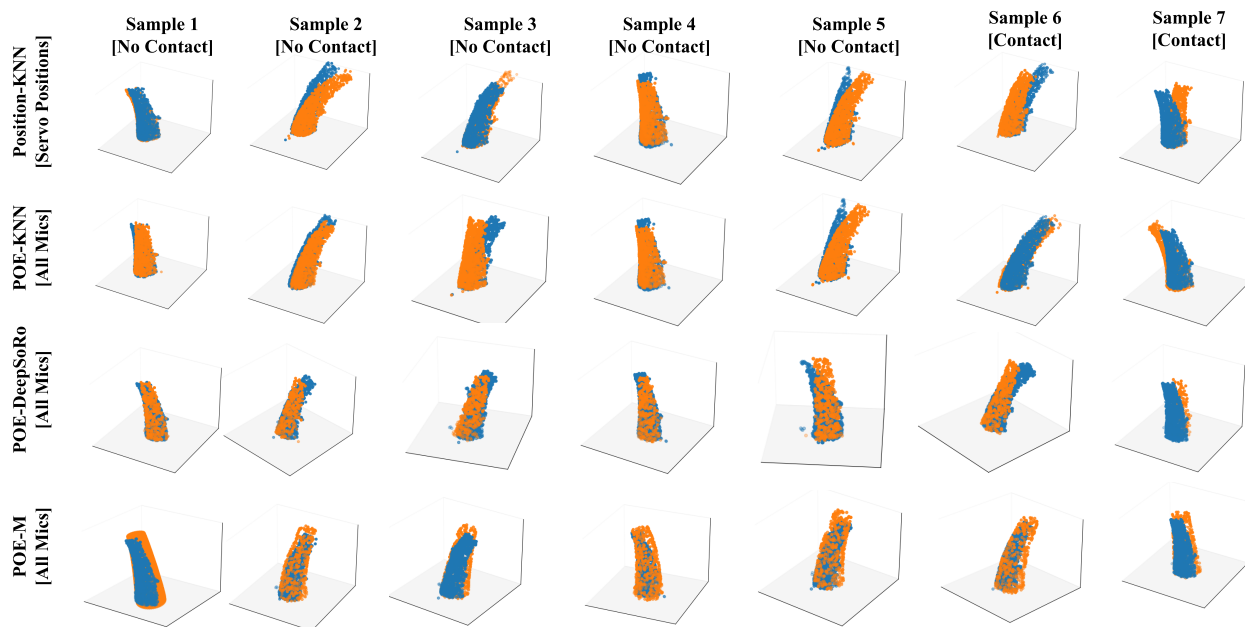 Sample 1
[No Contact]
Sample 2
[No Contact]
Sample 3
[No Contact]
Sample 4
[No Contact]
Sample 5
[No Contact]
Sample 6
[Contact]
Sample 7
[Contact]
Position-KNN
[Servo Positions]
POE-KNN
[All Mics]
POE-DeepSoRo
[All Mics]
POE-M
[All Mics]